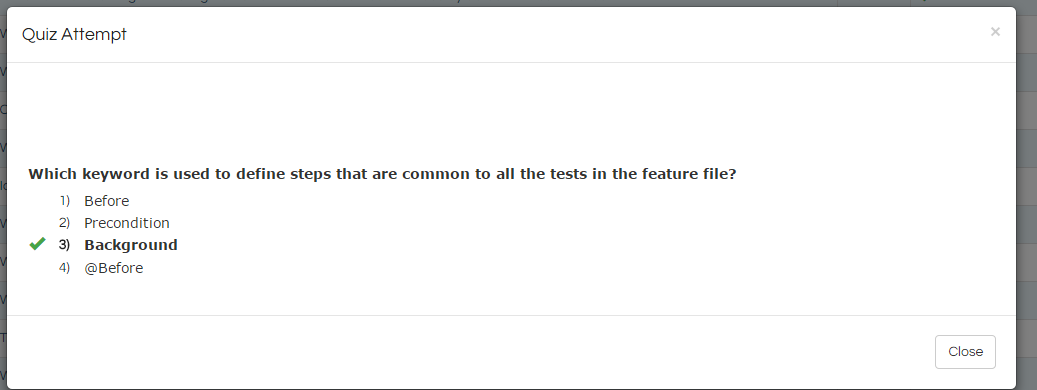 Quiz Attempt
×
Which keyword is used to define steps that are common to all the tests in the feature file?
1) Before
2) Precondition
3) Background
4) @Before
Close